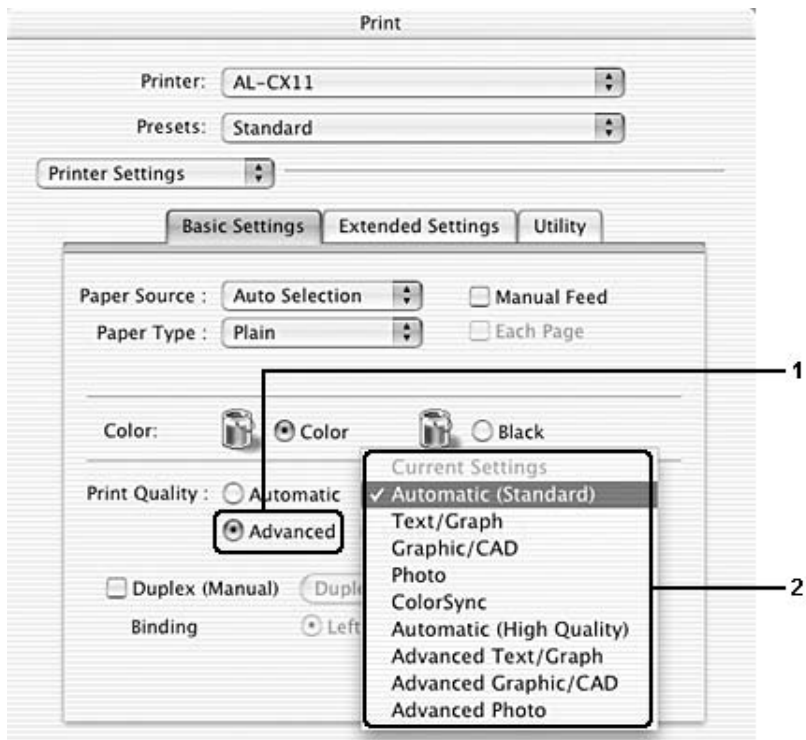 Print
Printer: AL-CX11
Presets: Standard
Printer Settings
Basic Settings Extended Settings Utility
Paper Source : Auto Selection Manual Feed
Paper Type : Plain Each Page
1
Color: Color Black
Current Settings
Print Quality : Automatic ✓ Automatic (Standard)
Advanced Text/Graph
Graphic/CAD
Photo
Duplex (Manual) 2
ColorSync
Binding Left Automatic (High Quality)
Advanced Text/Graph
Advanced Graphic/CAD
Advanced Photo